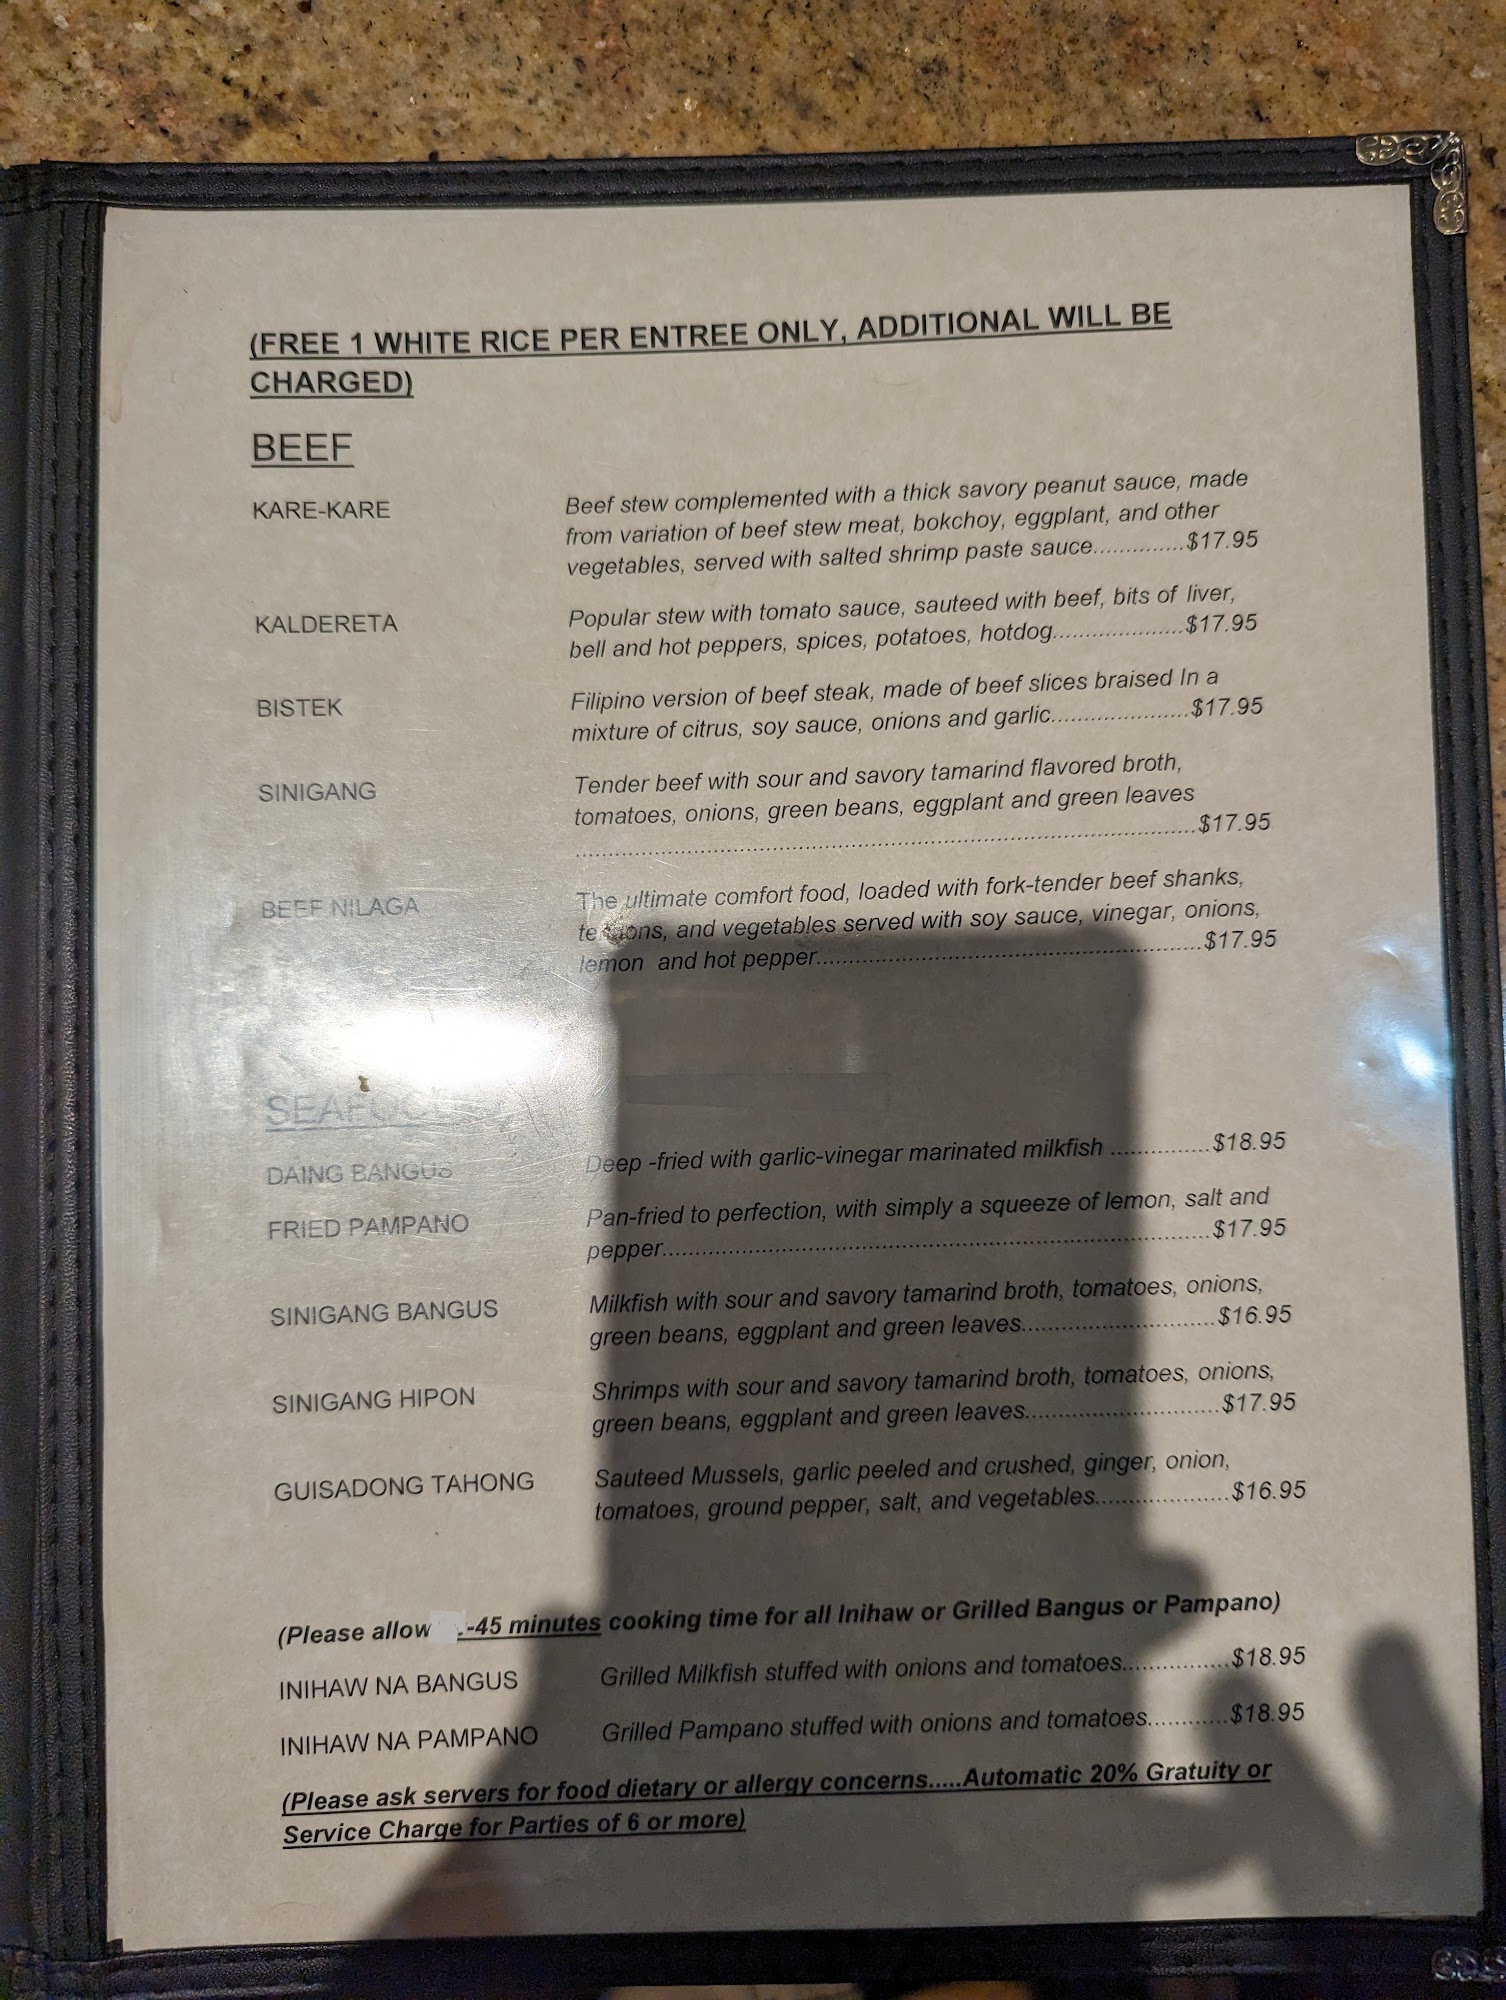 (FREE 1 WHITE RICE PER ENTREE ONLY, ADDITIONAL WILL BE
CHARGED)
BEEF
KARE-KARE
Beef stew complemented with a thick savory peanut sauce, made
from variation of beef stew meat, bokchoy, eggplant, and other
vegetables, served with salted shrimp paste sauce..............$17.95
KALDERETA
Popular stew with tomato sauce, sauteed with beef, bits of liver,
bell and hot peppers, spices, potatoes, hotdog....................$17.95
BISTEK
Filipino version of beef steak, made of beef slices braised In a
mixture of citrus, soy sauce, onions and garlic.....................$17.95
SINIGANG
Tender beef with sour and savory tamarind flavored broth,
tomatoes, onions, green beans, eggplant and green leaves
...............................................................................................$17.95
BEEF NILAGA
The ultimate comfort food, loaded with fork-tender beef shanks,
tendons, and vegetables served with soy sauce, vinegar, onions,
lemon and hot pepper...........................................................$17.95
SEAFOOD
DAING BANGUS
Deep -fried with garlic-vinegar marinated milkfish ...............$18.95
FRIED PAMPANO
Pan-fried to perfection, with simply a squeeze of lemon, salt and
pepper...................................................................................$17.95
SINIGANG BANGUS
Milkfish with sour and savory tamarind broth, tomatoes, onions,
green beans, eggplant and green leaves.............................$16.95
SINIGANG HIPON
Shrimps with sour and savory tamarind broth, tomatoes, onions,
green beans, eggplant and green leaves.............................$17.95
GUISADONG TAHONG
Sauteed Mussels, garlic peeled and crushed, ginger, onion,
tomatoes, ground pepper, salt, and vegetables....................$16.95
(Please allow -45 minutes cooking time for all Inihaw or Grilled Bangus or Pampano)
INIHAW NA BANGUS Grilled Milkfish stuffed with onions and tomatoes................$18.95
INIHAW NA PAMPANO Grilled Pampano stuffed with onions and tomatoes............$18.95
(Please ask servers for food dietary or allergy concerns.....Automatic 20% Gratuity or
Service Charge for Parties of 6 or more)